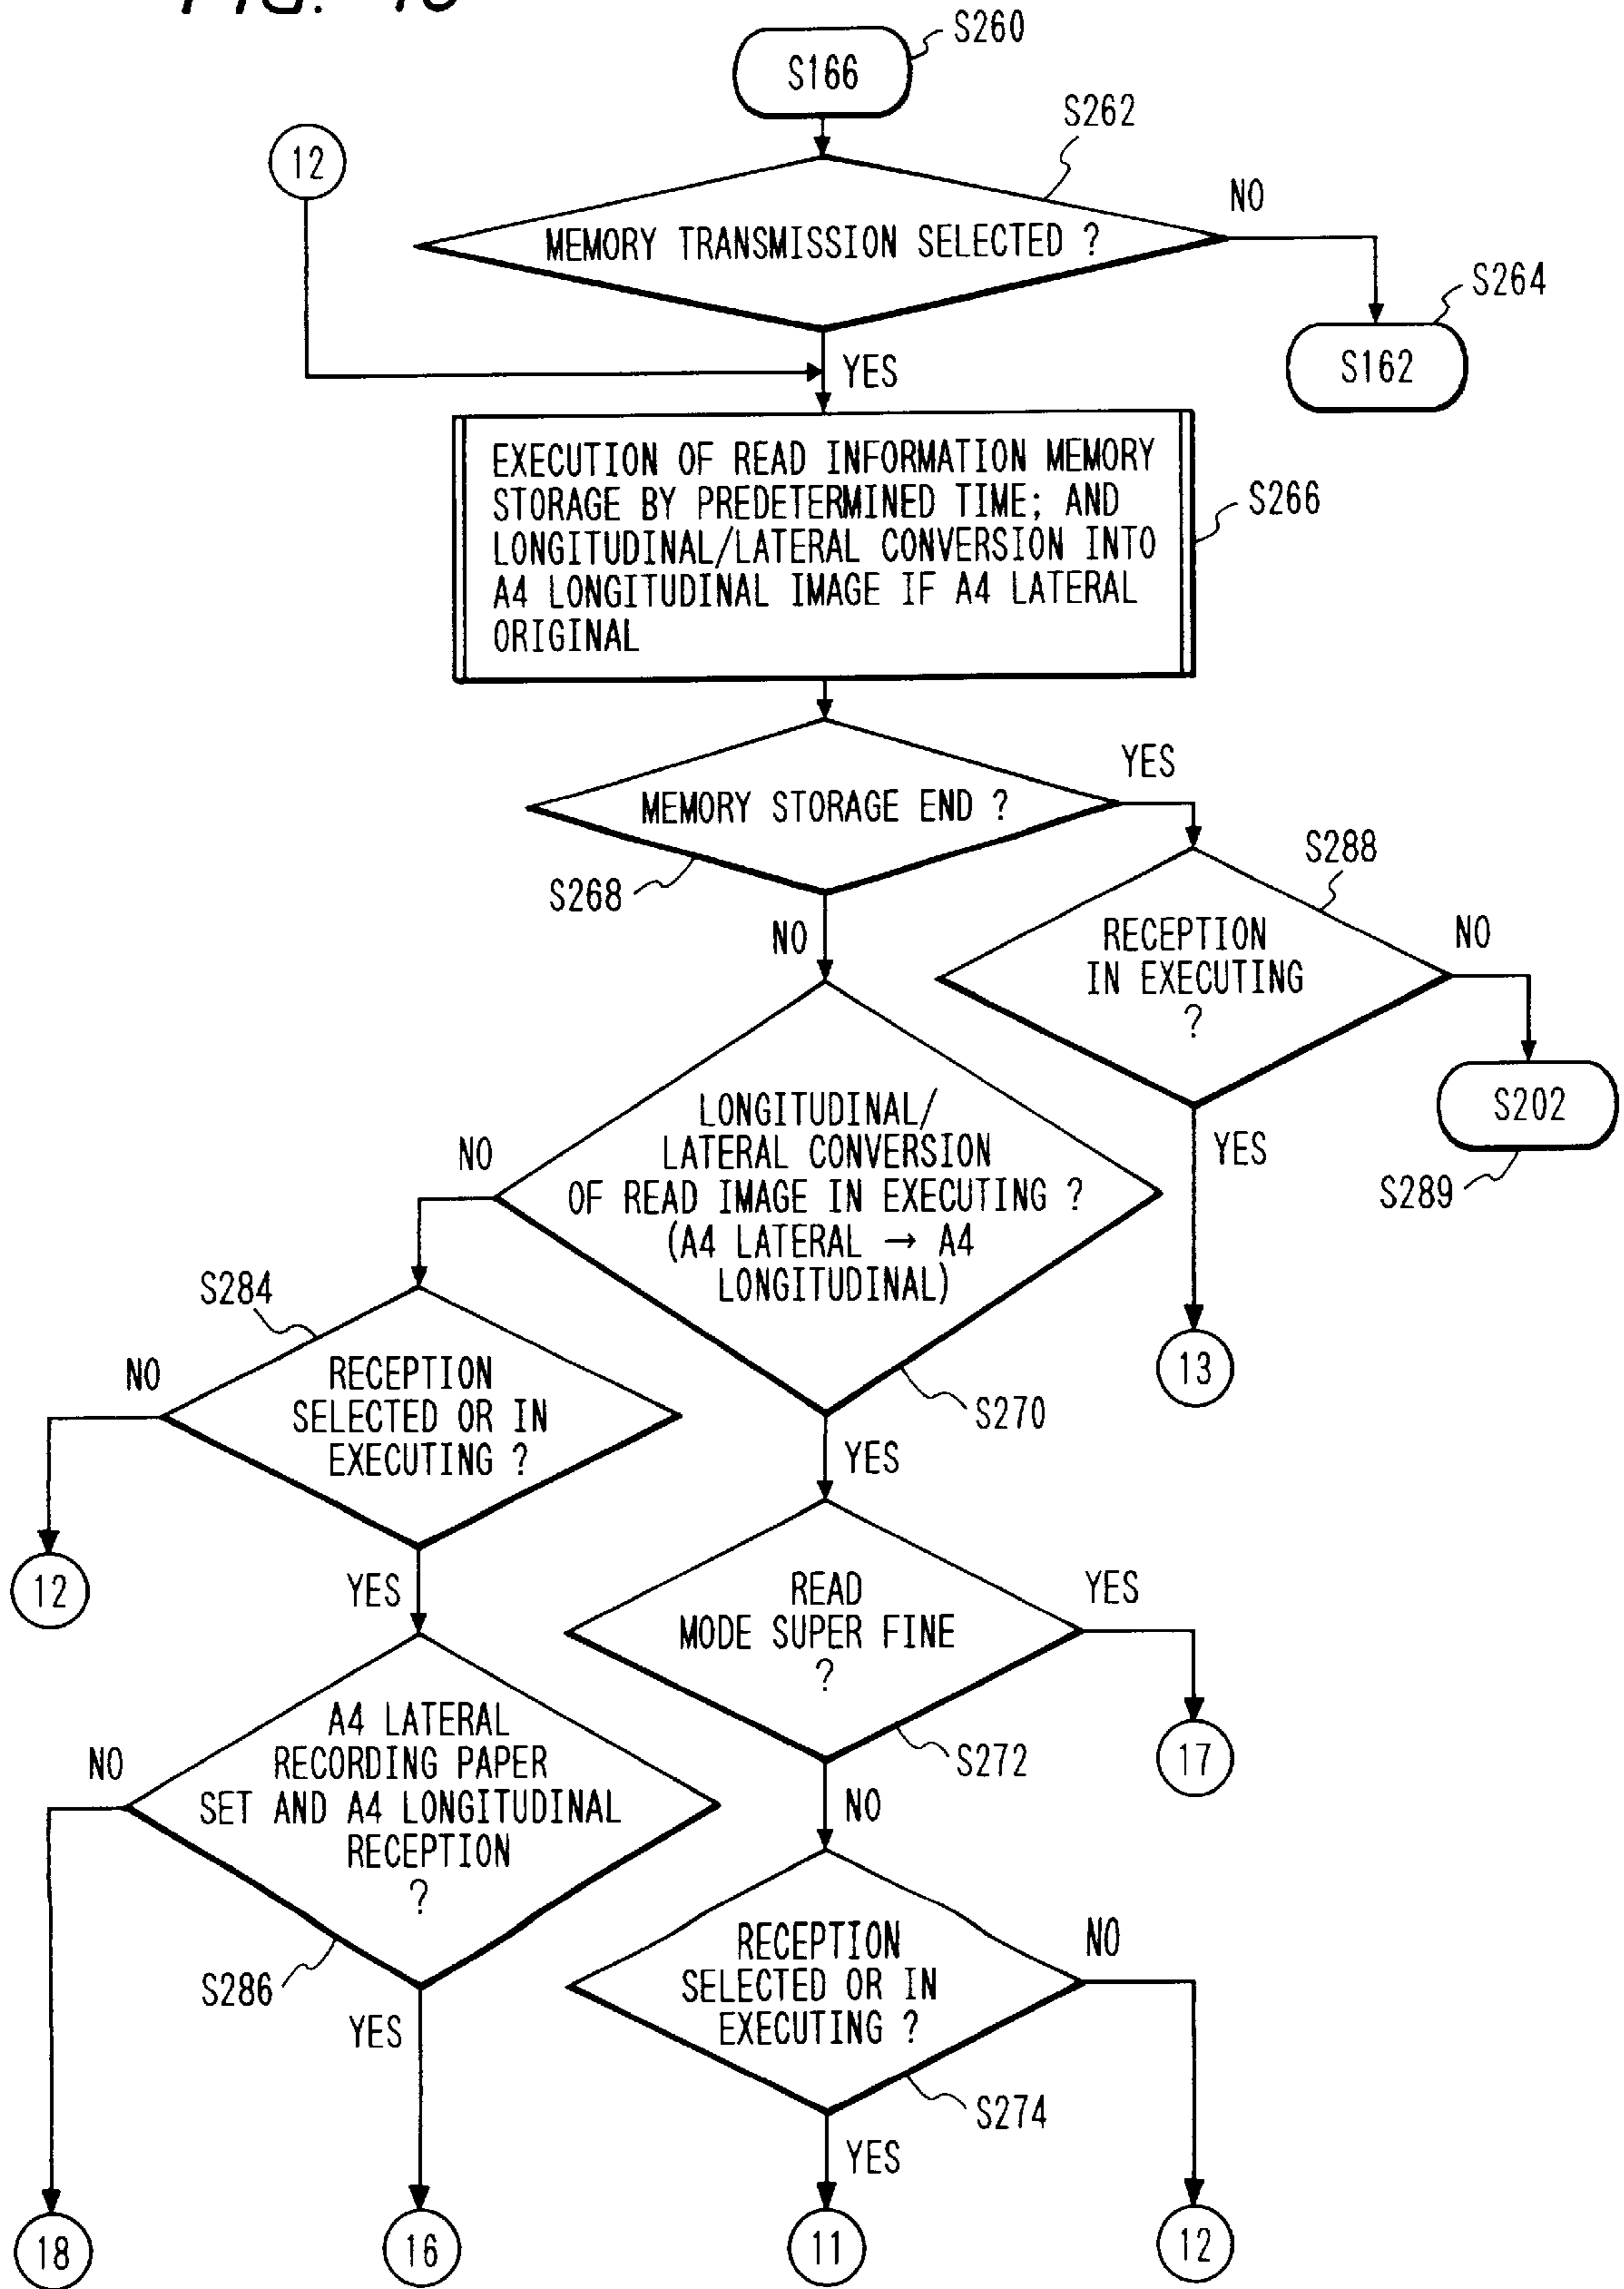 S260
S166
S262
12
NO
MEMORY TRANSMISSION SELECTED ?
S264
S162
YES
EXECUTION OF READ INFORMATION MEMORY
STORAGE BY PREDETERMINED TIME; AND
LONGITUDINAL/LATERAL CONVERSION INTO
A4 LONGITUDINAL IMAGE IF A4 LATERAL
ORIGINAL
S266
YES
MEMORY STORAGE END ?
S268
S288
NO
RECEPTION
IN EXECUTING
?
NO
S202
S289
YES
13
LONGITUDINAL/
LATERAL CONVERSION
OF READ IMAGE IN EXECUTING ?
(A4 LATERAL → A4
LONGITUDINAL)
NO
S270
YES
S284
RECEPTION
SELECTED OR IN
EXECUTING ?
NO
12
YES
READ
MODE SUPER FINE
?
YES
S272
17
NO
A4 LATERAL
RECORDING PAPER
SET AND A4 LONGITUDINAL
RECEPTION
?
NO
S286
YES
RECEPTION
SELECTED OR IN
EXECUTING ?
NO
S274
YES
18
16
11
12